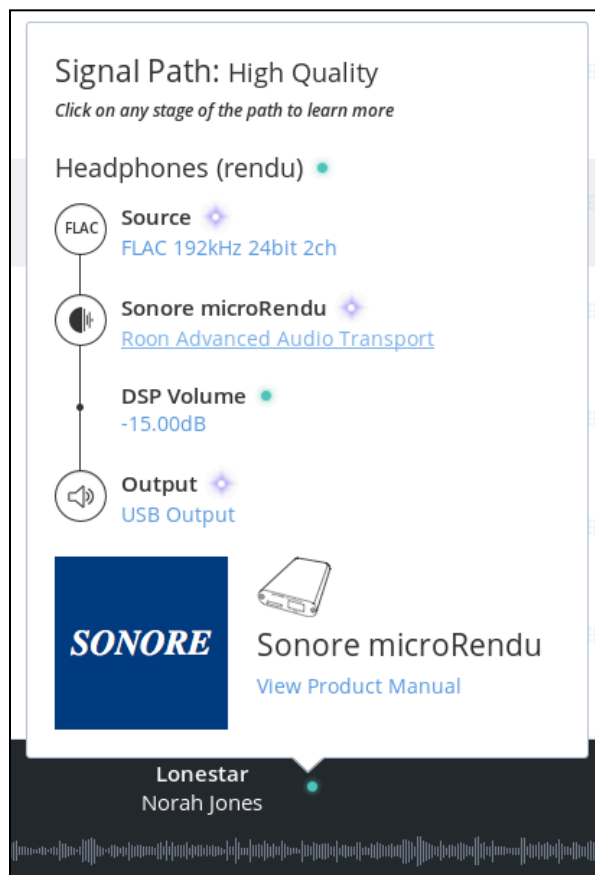 Signal Path: High Quality
Click on any stage of the path to learn more
Headphones (rendu)
FLAC
Source
FLAC 192kHz 24bit 2ch
Sonore microRendu
Roon Advanced Audio Transport
DSP Volume
-15.00dB
Output
USB Output
SONORE
Sonore microRendu
View Product Manual
Lonestar
Norah Jones